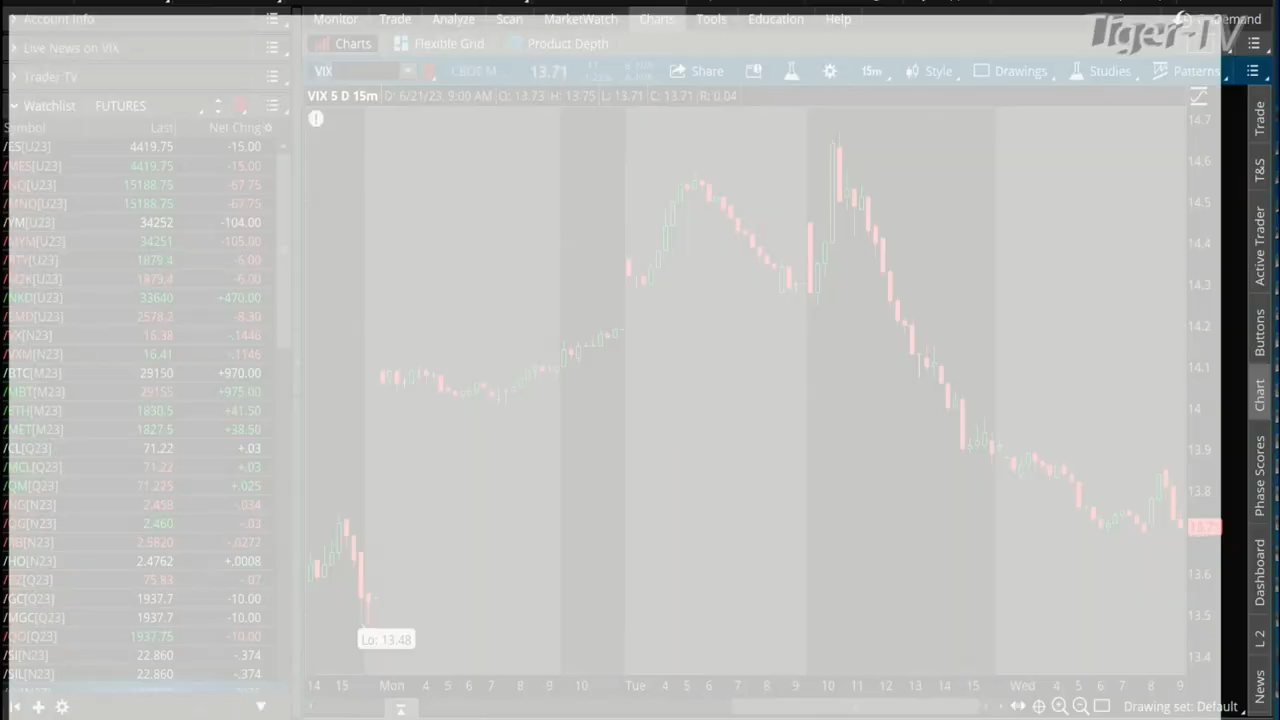 Account Info
Live News on VIX
Trader TV
Watchlist FUTURES
Symbol Last Net Chng
/ES[U23] 4419.75 -15.00
/MES[U23] 4419.75 -15.00
/NQ[U23] 15188.75 -67.75
/MNQ[U23] 15188.75 -67.75
/YM[U23] 34252 -104.00
/MYM[U23] 34251 -105.00
/RTY[U23] 1879.4 -6.00
/M2K[U23] 1879.4 -6.00
/NKD[U23] 33640 +470.00
/EMD[U23] 2578.2 -8.30
/VX[N23] 16.38 -.1446
/VXM[N23] 16.41 -.1146
/BTC[M23] 29150 +970.00
/MBT[M23] 29155 +975.00
/ETH[M23] 1830.5 +41.50
/MET[M23] 1827.5 +38.50
/CL[Q23] 71.22 +.03
/MCL[Q23] 71.22 +.03
/QM[Q23] 71.225 +.025
/NG[N23] 2.459 -.034
/QG[N23] 2.460 -.03
/RB[N23] 2.5820 -.0272
/HO[N23] 2.4762 +.0008
/BZ[Q23] 75.83 -.07
/GC[Q23] 1937.7 -10.00
/MGC[Q23] 1937.7 -10.00
/QO[Q23] 1937.75 -10.00
/SI[N23] 22.860 -.374
/SIL[N23] 22.860 -.374
Monitor Trade Analyze Scan MarketWatch Charts Tools Education Help
Demand
Tiger-TV
Charts Flexible Grid Product Depth
VIX CBOE M 13.71 Share 15m Style Drawings Studies Patterns
VIX 5 D 15m D: 6/21/23, 9:00 AM O: 13.73 H: 13.75 L: 13.71 C: 13.71 R: 0.04
14.7
14.6
14.5
14.4
14.3
14.2
14.1
14
13.9
13.8
13.71
13.6
13.5
13.4
Lo: 13.48
14 15 Mon 4 5 6 7 8 9 10 Tue 4 5 6 7 8 9 10 11 12 13 14 15 Wed 4 5 6 7 8 9
Drawing set: Default
Trade
T&S
Active Trader
Buttons
Chart
Phase Scores
Dashboard
L 2
News